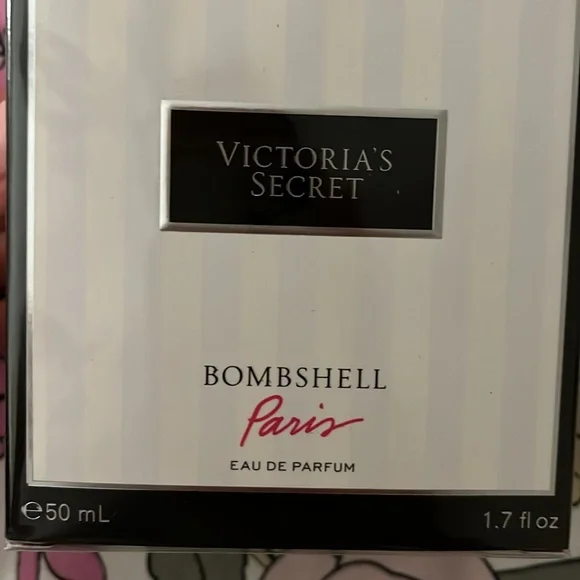 VICTORIA'S
SECRET
BOMBSHELL
Paris
EAU DE PARFUM
℮50 mL
1.7 fl oz